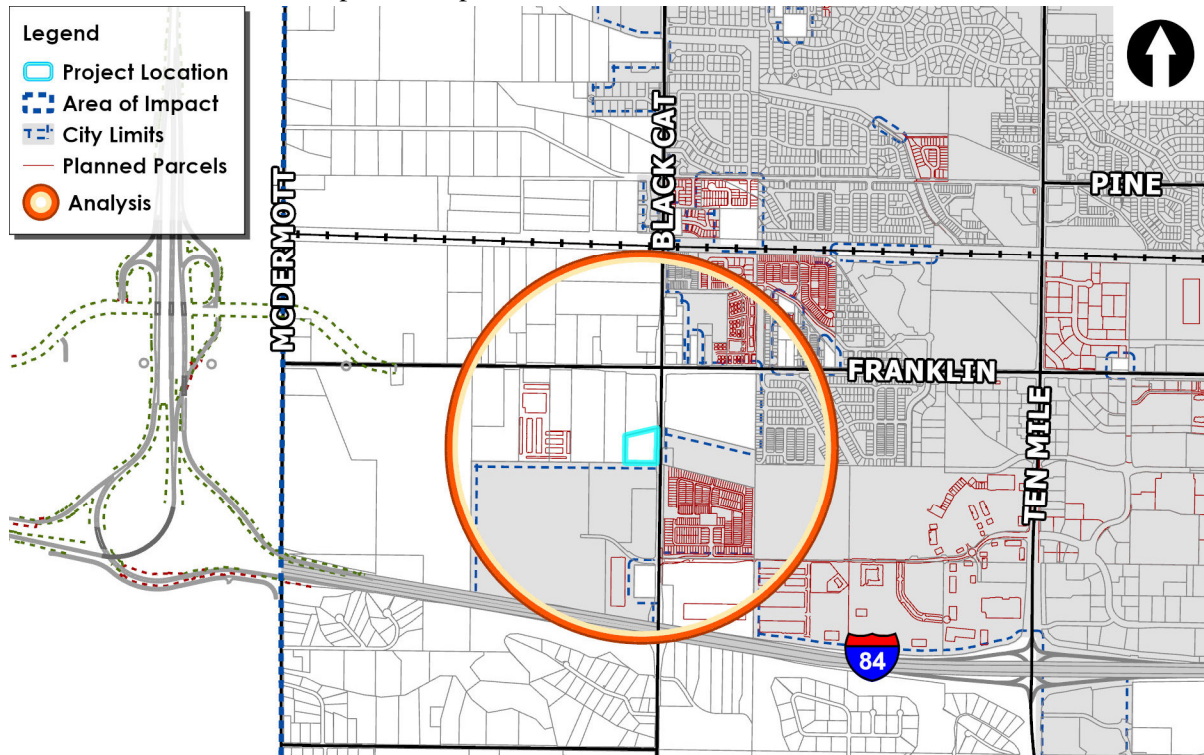 Legend
Project Location
Area of Impact
City Limits
Planned Parcels
Analysis
BLACK CAT
PINE
MCDERMOTT
FRANKLIN
TEN MILE
84